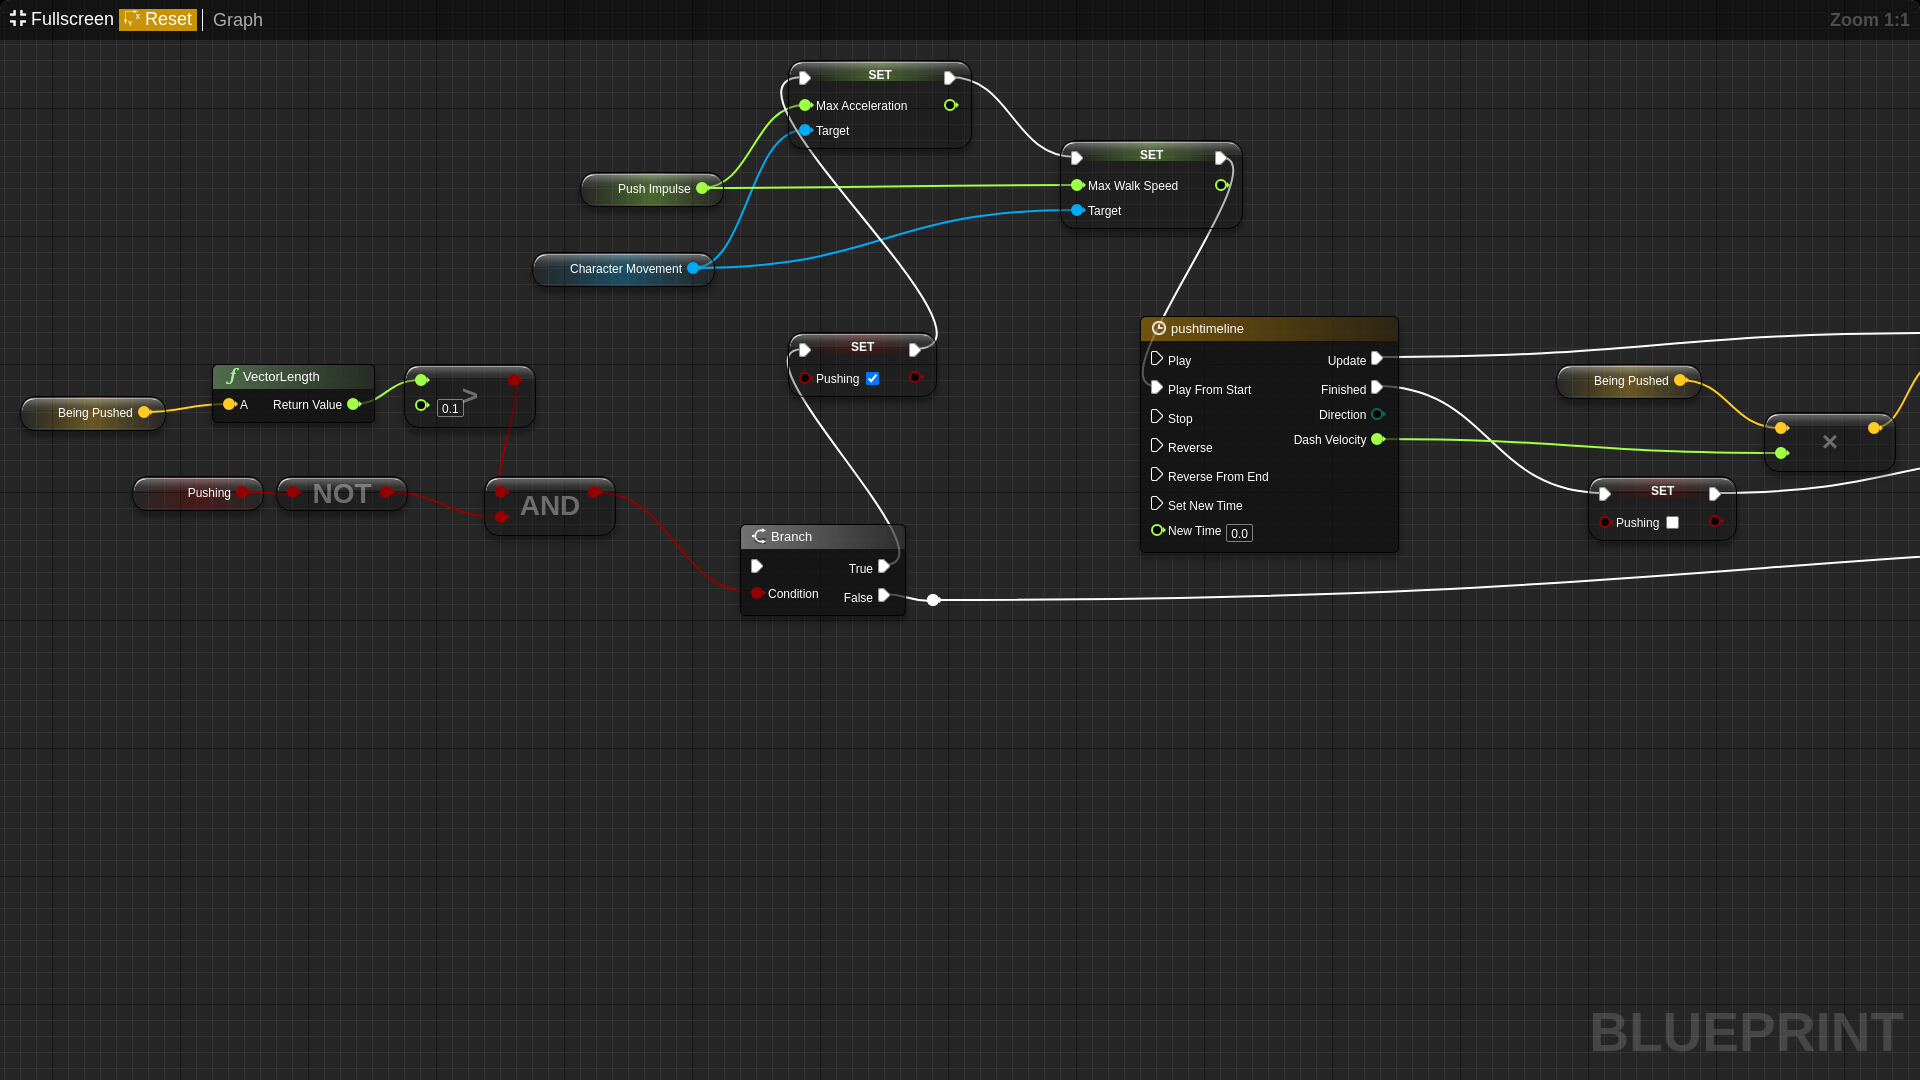 Fullscreen Reset Graph Zoom 1:1
SET
Max Acceleration
Target
SET
Max Walk Speed
Target
Push Impulse
Character Movement
SET
Pushing
pushtimeline
Play Update
Play From Start Finished
Stop Direction
Reverse Dash Velocity
Reverse From End
Set New Time
New Time 0.0
Being Pushed
×
SET
Pushing
Being Pushed
f VectorLength
A Return Value
>
0.1
Pushing
NOT
AND
Branch
True
Condition False
BLUEPRINT